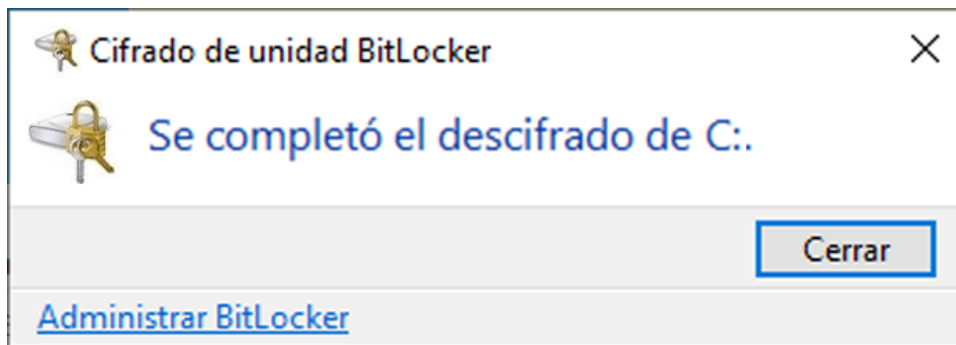 Cifrado de unidad BitLocker
Se completó el descifrado de C:.
Cerrar
Administrar BitLocker